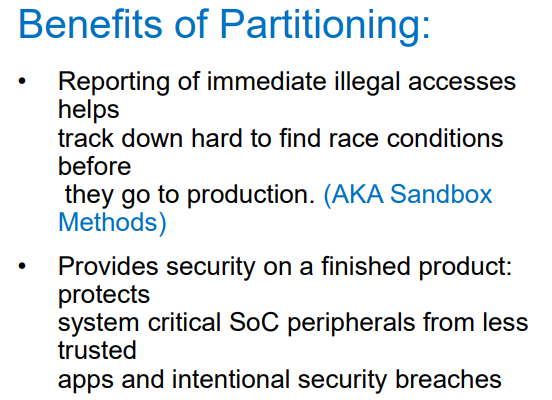 Benefits of Partitioning:
• Reporting of immediate illegal accesses
helps
track down hard to find race conditions
before
they go to production. (AKA Sandbox
Methods)
• Provides security on a finished product:
protects
system critical SoC peripherals from less
trusted
apps and intentional security breaches